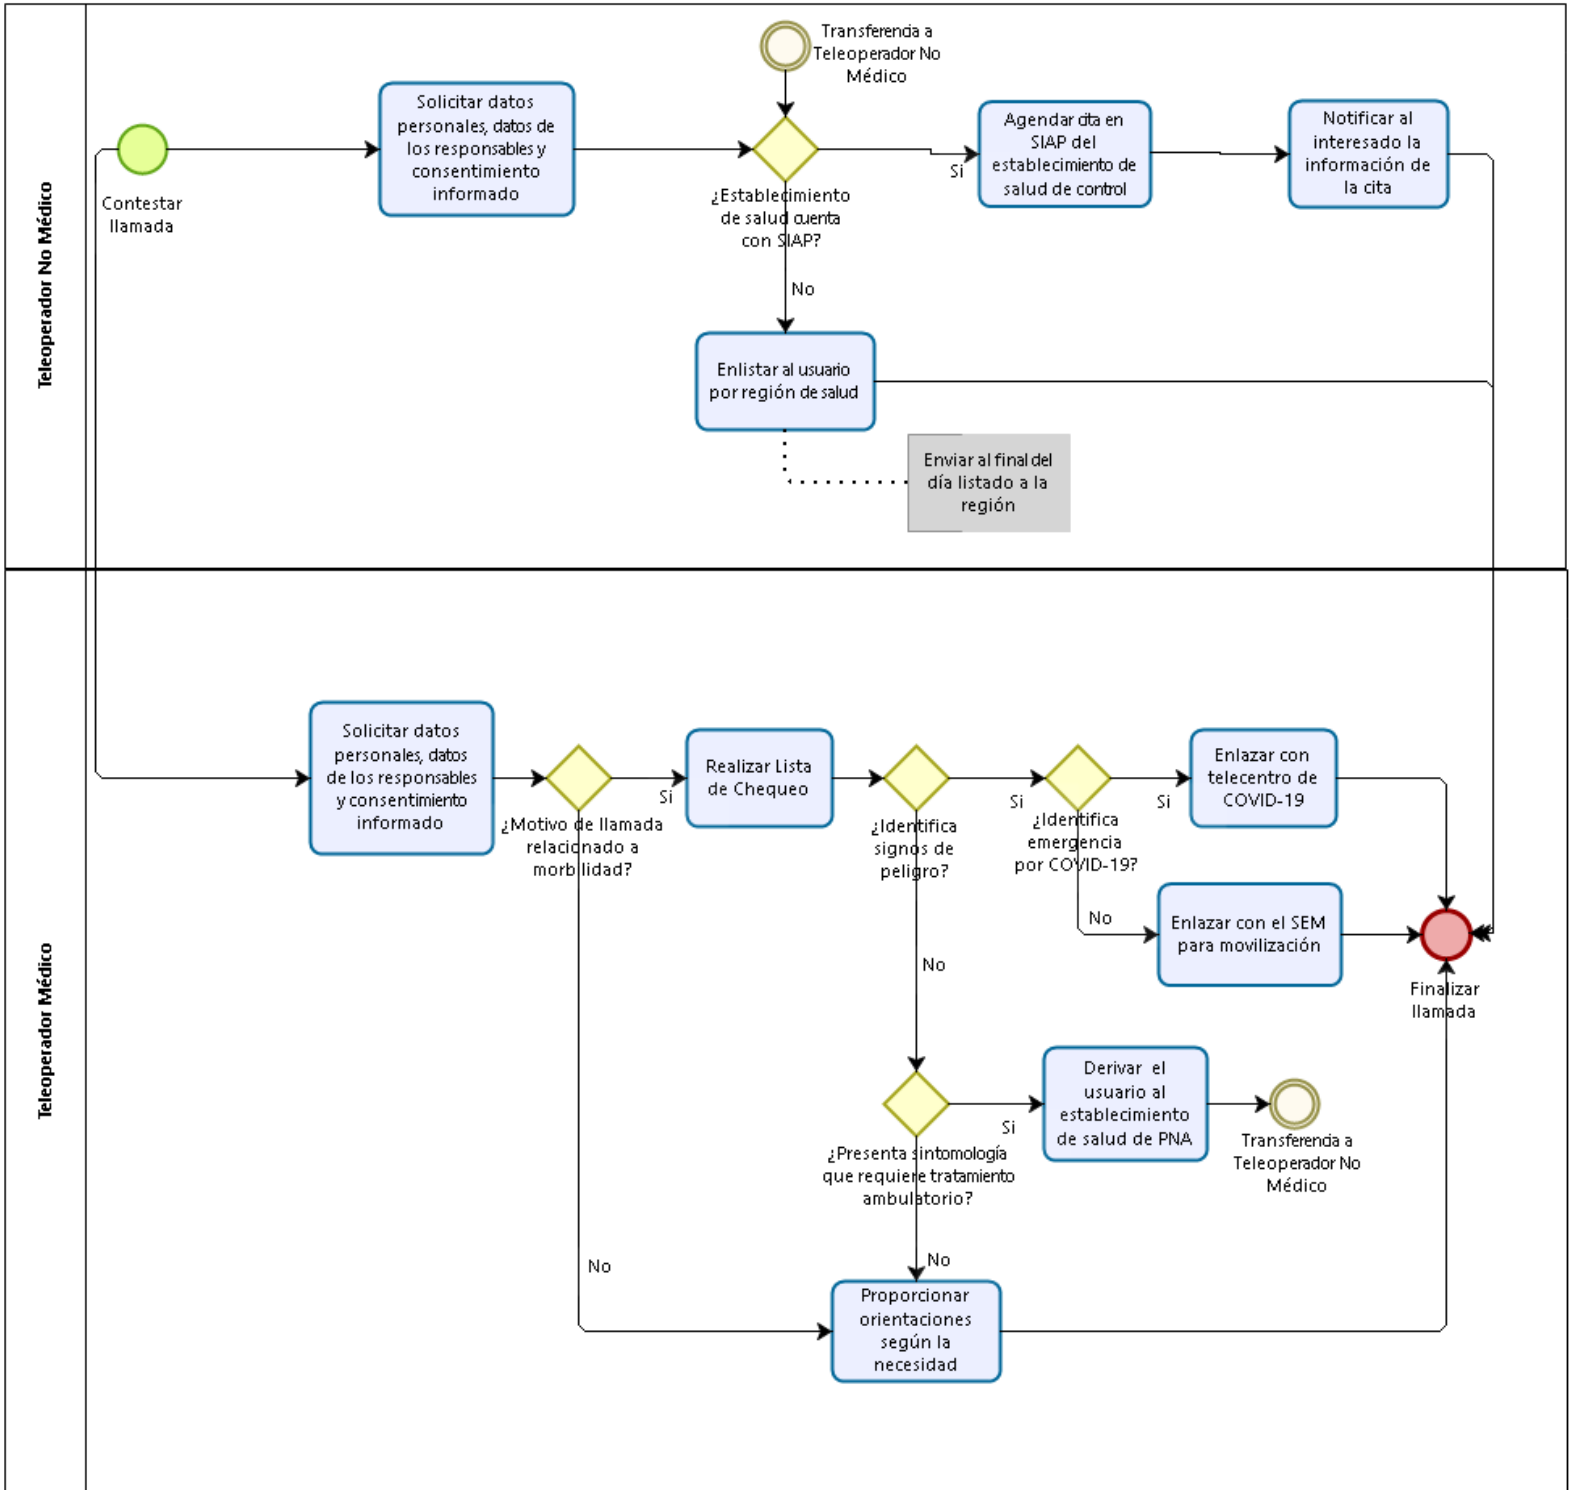 Teleoperador No Médico
Transferencia a
Teleoperador No
Médico
Contestar
llamada
Solicitar datos
personales, datos de
los responsables y
consentimiento
informado
¿Establecimiento
de salud cuenta
con SIAP?
Si
Agendar cita en
SIAP del
establecimiento de
salud de control
Notificar al
interesado la
información de
la cita
No
Enlistar al usuario
por región de salud
Enviar al final del
día listado a la
región
Teleoperador Médico
Solicitar datos
personales, datos
de los responsables
y consentimiento
informado
¿Motivo de llamada
relacionado a
morbilidad?
Si
Realizar Lista
de Chequeo
¿Identifica
signos de
peligro?
Si
¿Identifica
emergencia
por COVID-19?
Si
Enlazar con
telecentro de
COVID-19
No
Enlazar con el SEM
para movilización
Finalizar
llamada
No
¿Presenta sintomología
que requiere tratamiento
ambulatorio?
Si
Derivar el
usuario al
establecimiento
de salud de PNA
Transferencia a
Teleoperador No
Médico
No
No
Proporcionar
orientaciones
según la
necesidad